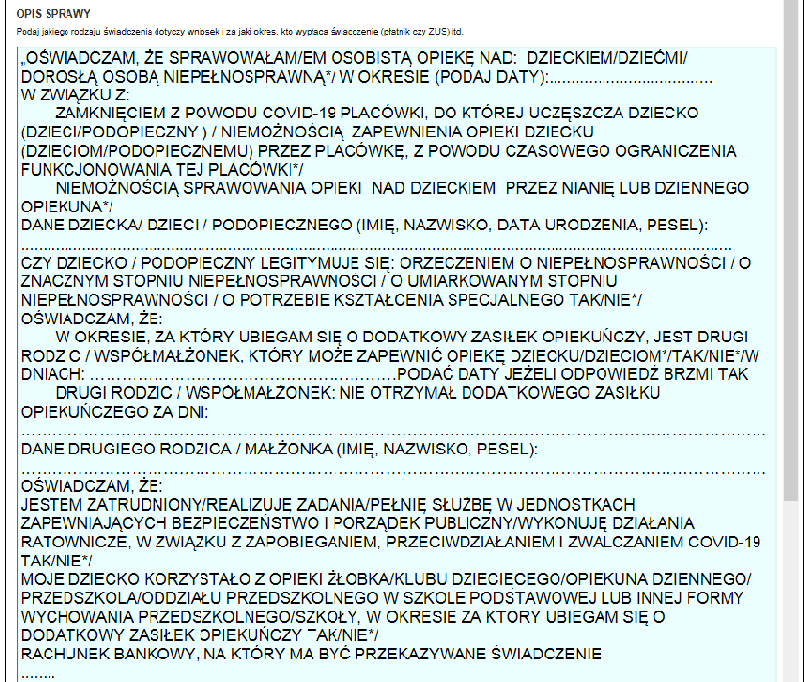 OPIS SPRAWY
Podaj jakiego rodzaju świadczenia dotyczy wniosek i za jaki okres, kto wypłaca świadczenie (płatnik czy ZUS) itd.
„OŚWIADCZAM, ŻE SPRAWOWAŁAM/EM OSOBISTĄ OPIEKĘ NAD: DZIECKIEM/DZIEĆMI/
DOROSŁĄ OSOBĄ NIEPEŁNOSPRAWNĄ*/ W OKRESIE (PODAJ DATY):......................................
W ZWIĄZKU Z:
ZAMKNIĘCIEM Z POWODU COVID-19 PLACÓWKI, DO KTÓREJ UCZĘSZCZA DZIECKO
(DZIECI/PODOPIECZNY ) / NIEMOŻNOŚCIĄ ZAPEWNIENIA OPIEKI DZIECKU
(DZIECIOM/PODOPIECZNEMU) PRZEZ PLACÓWKĘ, Z POWODU CZASOWEGO OGRANICZENIA
FUNKCJONOWANIA TEJ PLACÓWKI*/
NIEMOŻNOŚCIĄ SPRAWOWANIA OPIEKI NAD DZIECKIEM PRZEZ NIANIĘ LUB DZIENNEGO
OPIEKUNA*/
DANE DZIECKA/ DZIECI / PODOPIECZNEGO (IMIĘ, NAZWISKO, DATA URODZENIA, PESEL):
................................................................................................................................
CZY DZIECKO / PODOPIECZNY LEGITYMUJE SIĘ: ORZECZENIEM O NIEPEŁNOSPRAWNOŚCI / O
ZNACZNYM STOPNIU NIEPEŁNOSPRAWNOŚCI / O UMIARKOWANYM STOPNIU
NIEPEŁNOSPRAWNOŚCI / O POTRZEBIE KSZTAŁCENIA SPECJALNEGO TAK/NIE*/
OŚWIADCZAM, ŻE:
W OKRESIE, ZA KTÓRY UBIEGAM SIĘ O DODATKOWY ZASIŁEK OPIEKUŃCZY, JEST DRUGI
RODZIC / WSPÓŁMAŁŻONEK, KTÓRY MOŻE ZAPEWNIĆ OPIEKĘ DZIECKU/DZIECIOM*/TAK/NIE*/W
DNIACH: ………………………………………………PODAĆ DATY JEŻELI ODPOWIEDŹ BRZMI TAK
DRUGI RODZIC / WSPÓŁMAŁŻONEK: NIE OTRZYMAŁ DODATKOWEGO ZASIŁKU
OPIEKUŃCZEGO ZA DNI:
……………………………………………………………………………………………………………
DANE DRUGIEGO RODZICA / MAŁŻONKA (IMIĘ, NAZWISKO, PESEL):
……………………………………………………………………………………………………………
OŚWIADCZAM, ŻE:
JESTEM ZATRUDNIONY/REALIZUJĘ ZADANIA/PEŁNIĘ SŁUŻBĘ W JEDNOSTKACH
ZAPEWNIAJĄCYCH BEZPIECZEŃSTWO I PORZĄDEK PUBLICZNY/WYKONUJĘ DZIAŁANIA
RATOWNICZE, W ZWIĄZKU Z ZAPOBIEGANIEM, PRZECIWDZIAŁANIEM I ZWALCZANIEM COVID-19
TAK/NIE*/
MOJE DZIECKO KORZYSTAŁO Z OPIEKI ŻŁOBKA/KLUBU DZIECIĘCEGO/OPIEKUNA DZIENNEGO/
PRZEDSZKOLA/ODDZIAŁU PRZEDSZKOLNEGO W SZKOLE PODSTAWOWEJ LUB INNEJ FORMY
WYCHOWANIA PRZEDSZKOLNEGO/SZKOŁY, W OKRESIE ZA KTÓRY UBIEGAM SIĘ O
DODATKOWY ZASIŁEK OPIEKUŃCZY TAK/NIE*/
RACHUNEK BANKOWY, NA KTÓRY MA BYĆ PRZEKAZYWANE ŚWIADCZENIE
........